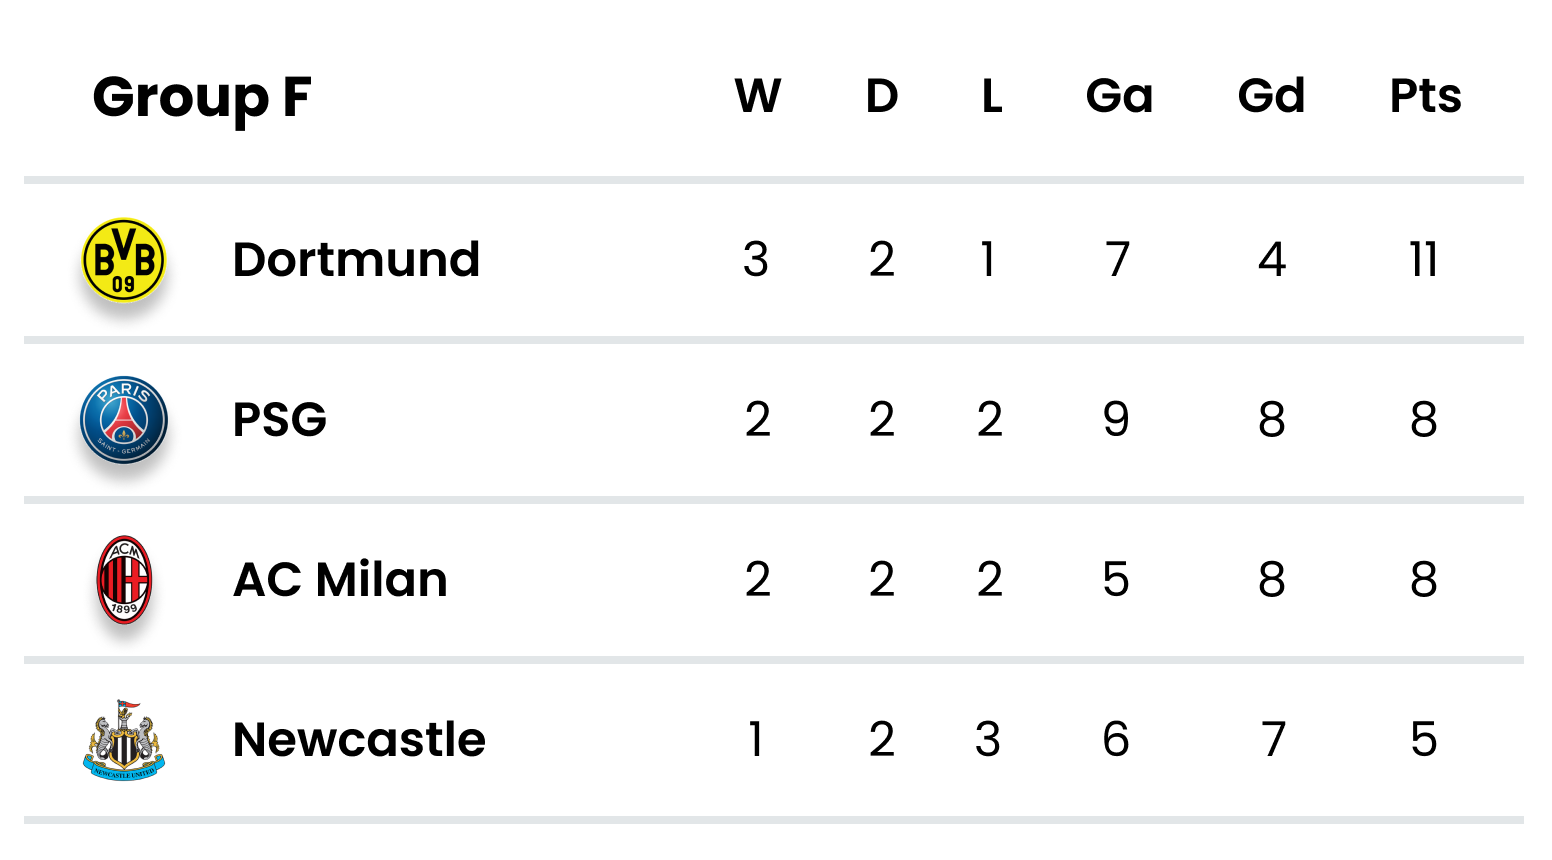 Group F W D L Ga Gd Pts
BVB 09 Dortmund 3 2 1 7 4 11
PARIS SAINT-GERMAIN PSG 2 2 2 9 8 8
ACM 1899 AC Milan 2 2 2 5 8 8
NEWCASTLE UNITED Newcastle 1 2 3 6 7 5